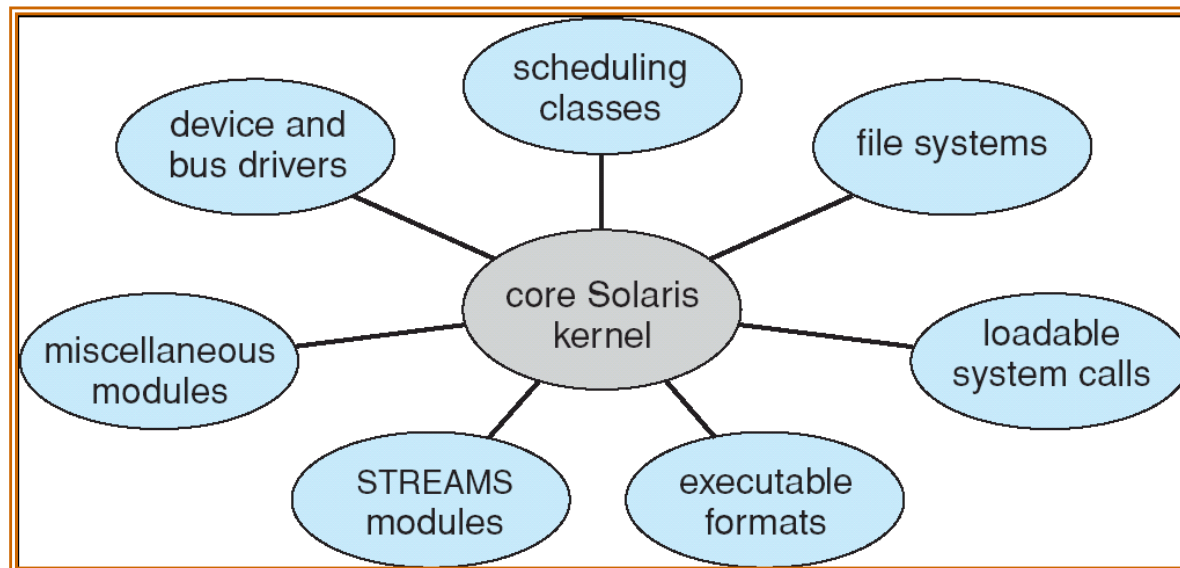 scheduling
classes
device and
bus drivers
file systems
core Solaris
kernel
miscellaneous
modules
loadable
system calls
STREAMS
modules
executable
formats